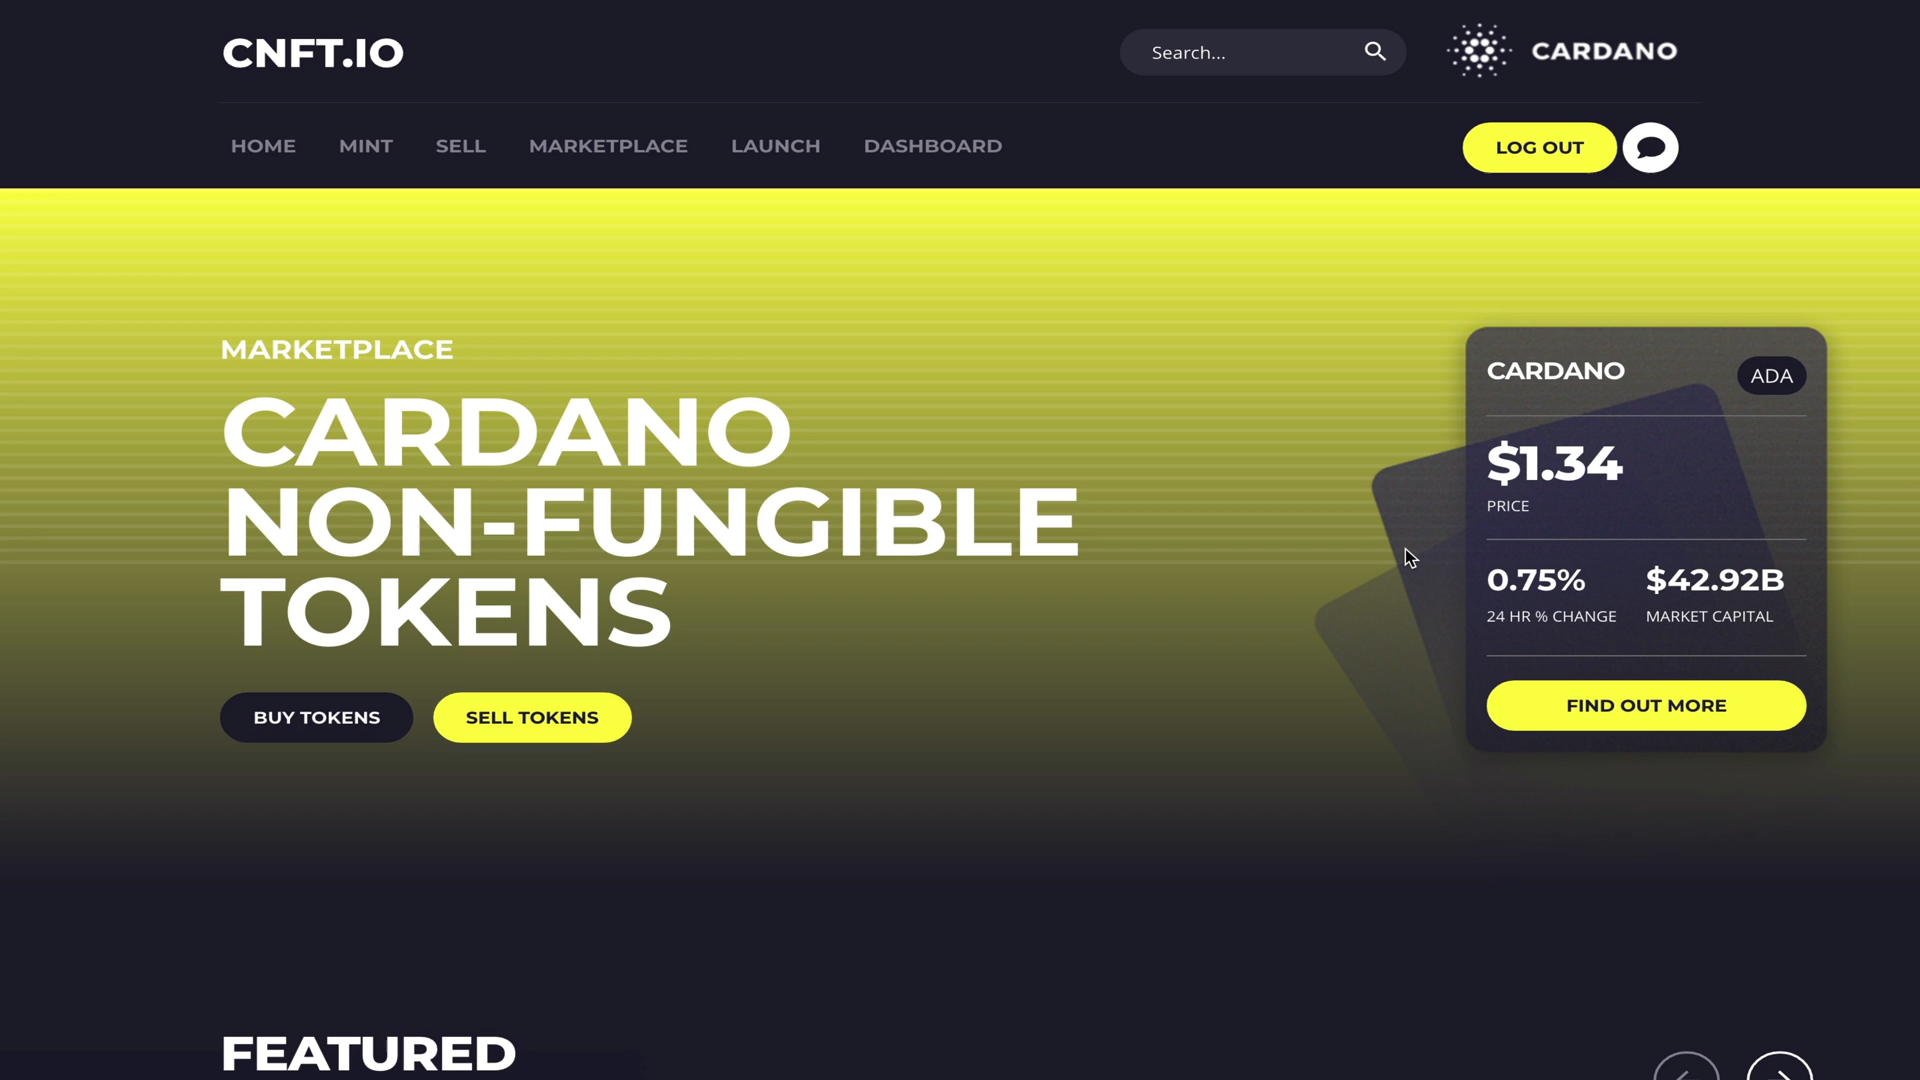 CNFT.IO
Search...
CARDANO
HOME MINT SELL MARKETPLACE LAUNCH DASHBOARD
LOG OUT
MARKETPLACE
CARDANO
NON-FUNGIBLE
TOKENS
BUY TOKENS SELL TOKENS
CARDANO ADA
$1.34
PRICE
0.75% $42.92B
24 HR % CHANGE MARKET CAPITAL
FIND OUT MORE
FEATURED